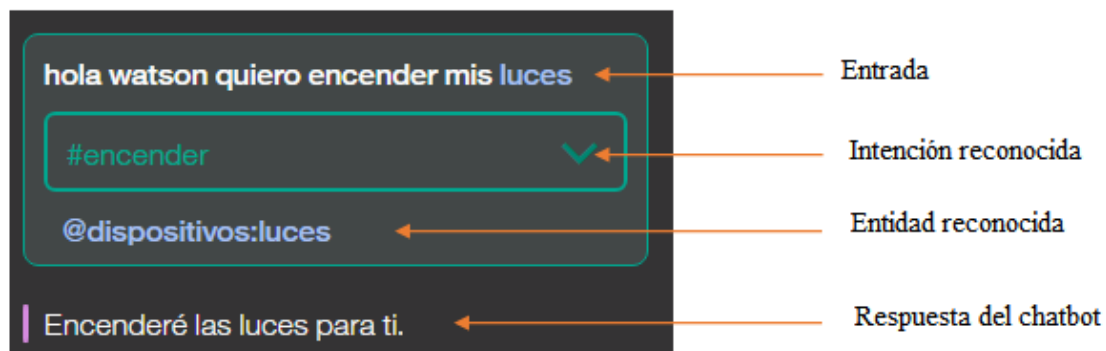 hola watson quiero encender mis luces
Entrada
#encender
Intención reconocida
@dispositivos:luces
Entidad reconocida
Encenderé las luces para ti.
Respuesta del chatbot